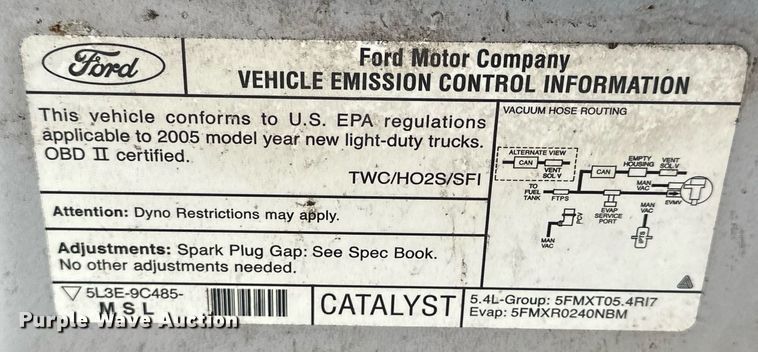 Ford
Ford Motor Company
VEHICLE EMISSION CONTROL INFORMATION
This vehicle conforms to U.S. EPA regulations
applicable to 2005 model year new light-duty trucks.
OBD II certified.
TWC/HO2S/SFI
Attention: Dyno Restrictions may apply.
Adjustments: Spark Plug Gap: See Spec Book.
No other adjustments needed.
VACUUM HOSE ROUTING
ALTERNATE VIEW
CAN
VENT
SOL V
CAN
EMPTY
HOUSING
VENT
SOL V
TO
FUEL
TANK
FTPS
MAN
VAC
EVMV
EVAP
SERVICE
PORT
MAN
VAC
PCV
MAN
VAC
5L3E-9C485-
MSL
CATALYST
5.4L-Group: 5FMXT05.4RI7
Evap: 5FMXR0240NBM
Purple Wave Auction